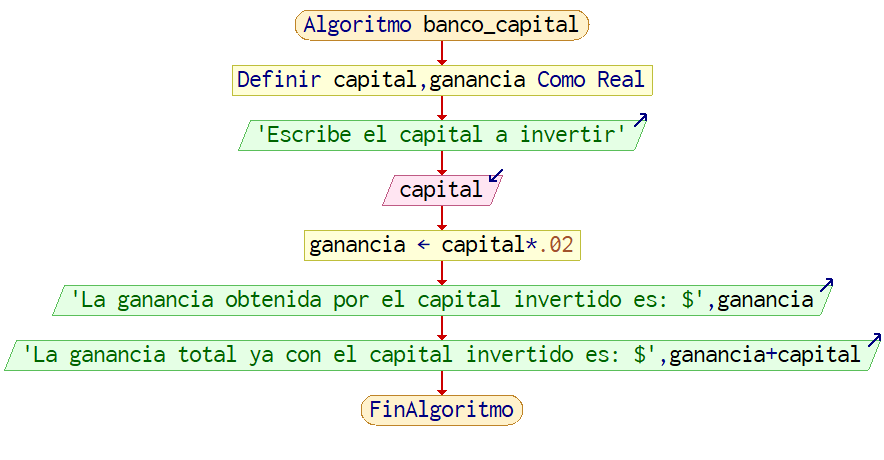 Algoritmo banco_capital
Definir capital,ganancia Como Real
'Escribe el capital a invertir'
capital
ganancia ← capital*.02
'La ganancia obtenida por el capital invertido es: $',ganancia
'La ganancia total ya con el capital invertido es: $',ganancia+capital
FinAlgoritmo